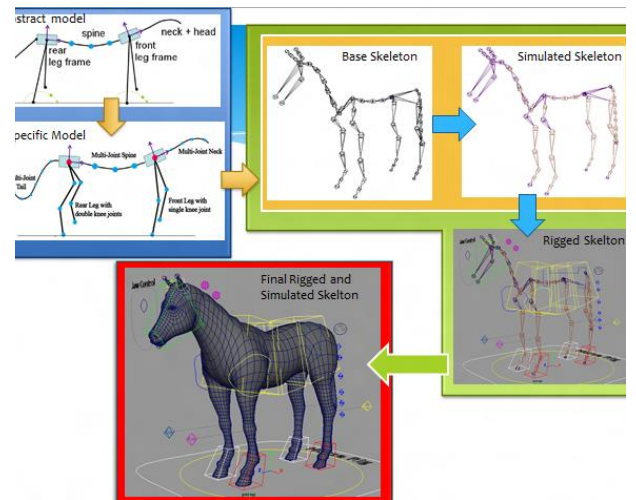 stract model
spine
neck + head
rear
leg frame
front
leg frame
pecific Model
Multi-Joint Spine
Multi-Joint Neck
ulti-Joint
Tail
Rear Leg with
double knee joints
Front Leg with
single knee joint
Base Skeleton
Simulated Skeleton
Rigged Skelton
Final Rigged and
Simulated Skelton
Jaw Control
persp